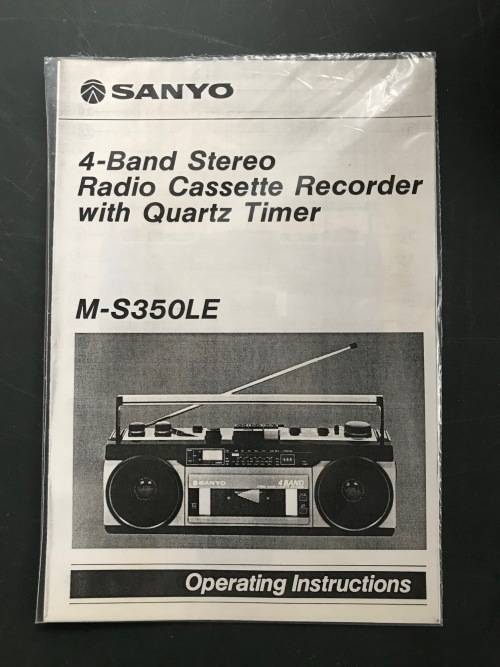 SANYO
4-Band Stereo
Radio Cassette Recorder
with Quartz Timer
M-S350LE
SANYO
4 BAND
Operating Instructions